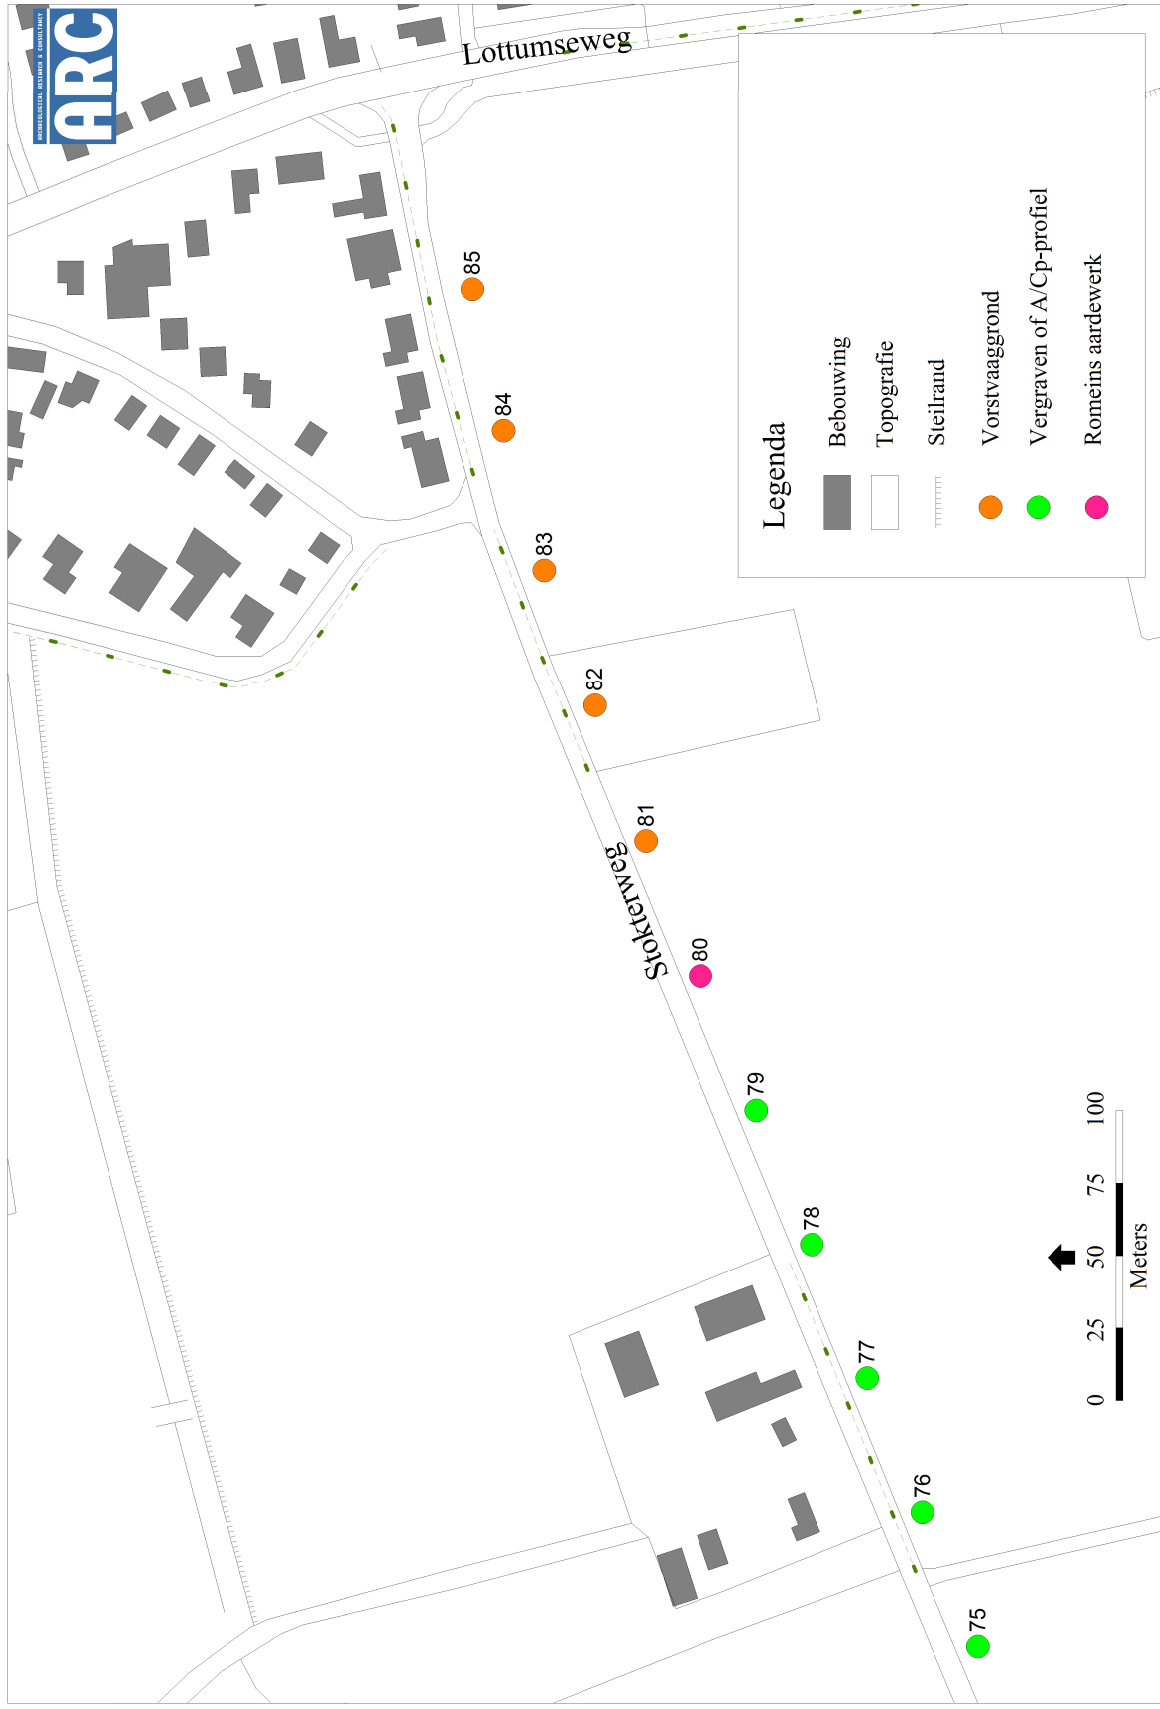 ARCHEOLOGICAL RESEARCH & CONSULTANCY
ARC
Lottumseweg
Stokterweg
75
76
77
78
79
80
81
82
83
84
85
Legenda
Bebouwing
Topografie
Steilrand
Vorstvaaggrond
Vergraven of A/Cp-profiel
Romeins aardewerk
0 25 50 75 100
Meters